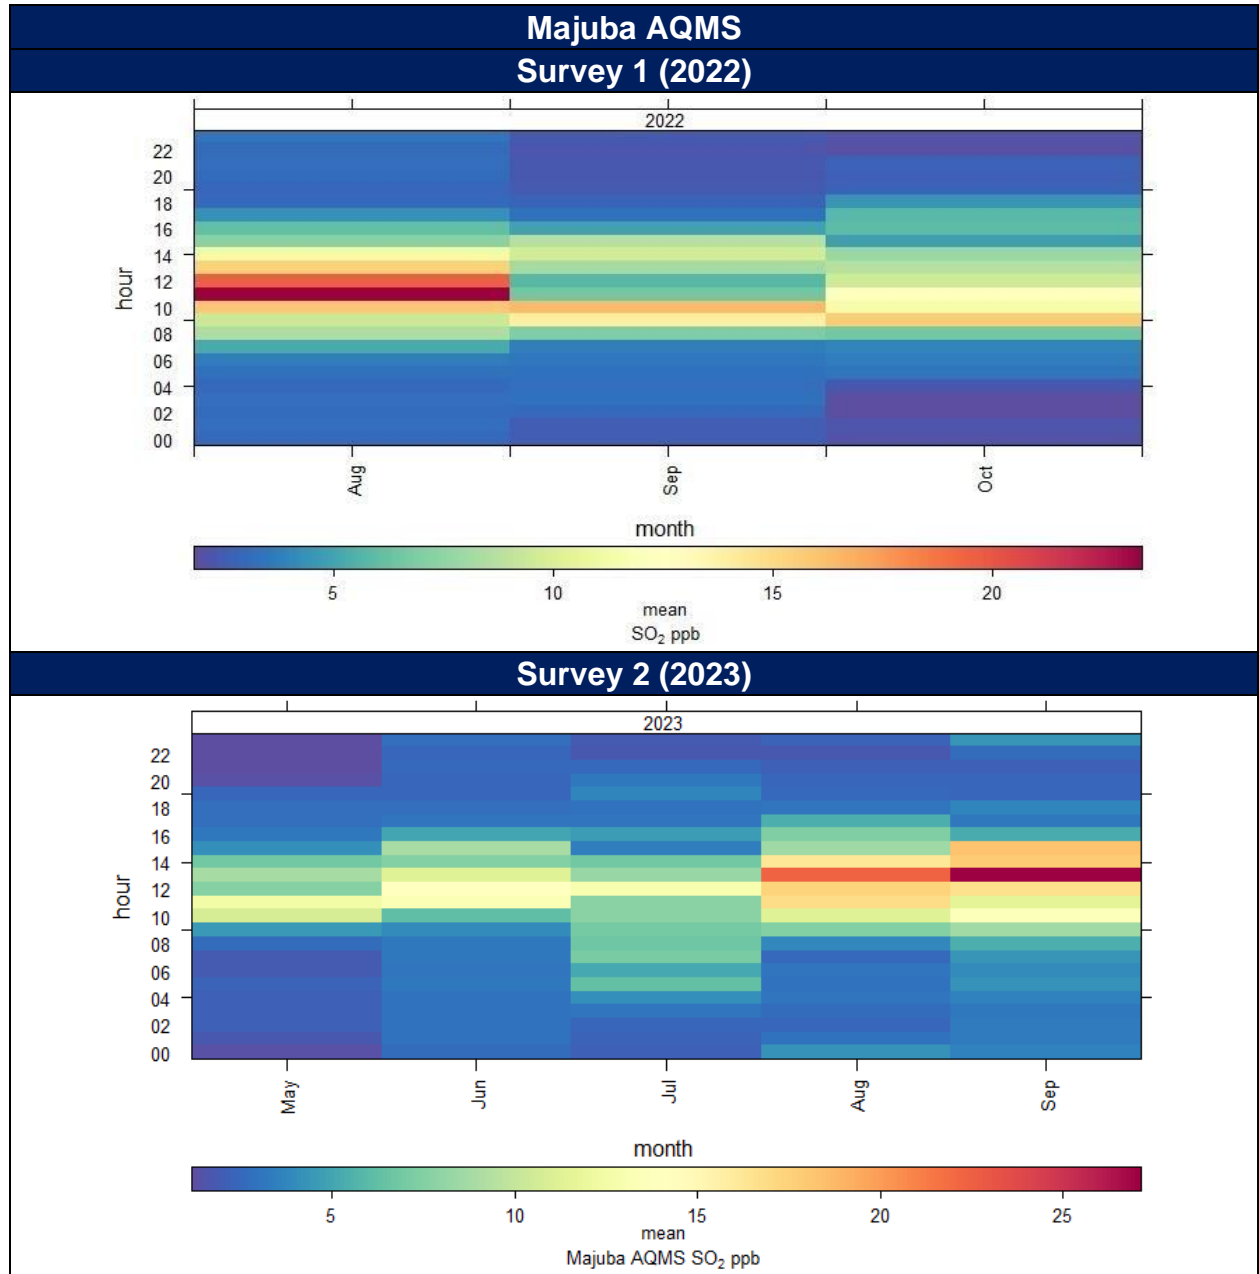 Majuba AQMS
Survey 1 (2022)
2022
22
20
18
16
14
12
10
08
06
04
02
00
hour
Aug Sep Oct
month
5 10 15 20
mean
SO₂ ppb
Survey 2 (2023)
2023
22
20
18
16
14
12
10
08
06
04
02
00
hour
May Jun Jul Aug Sep
month
5 10 15 20 25
mean
Majuba AQMS SO₂ ppb